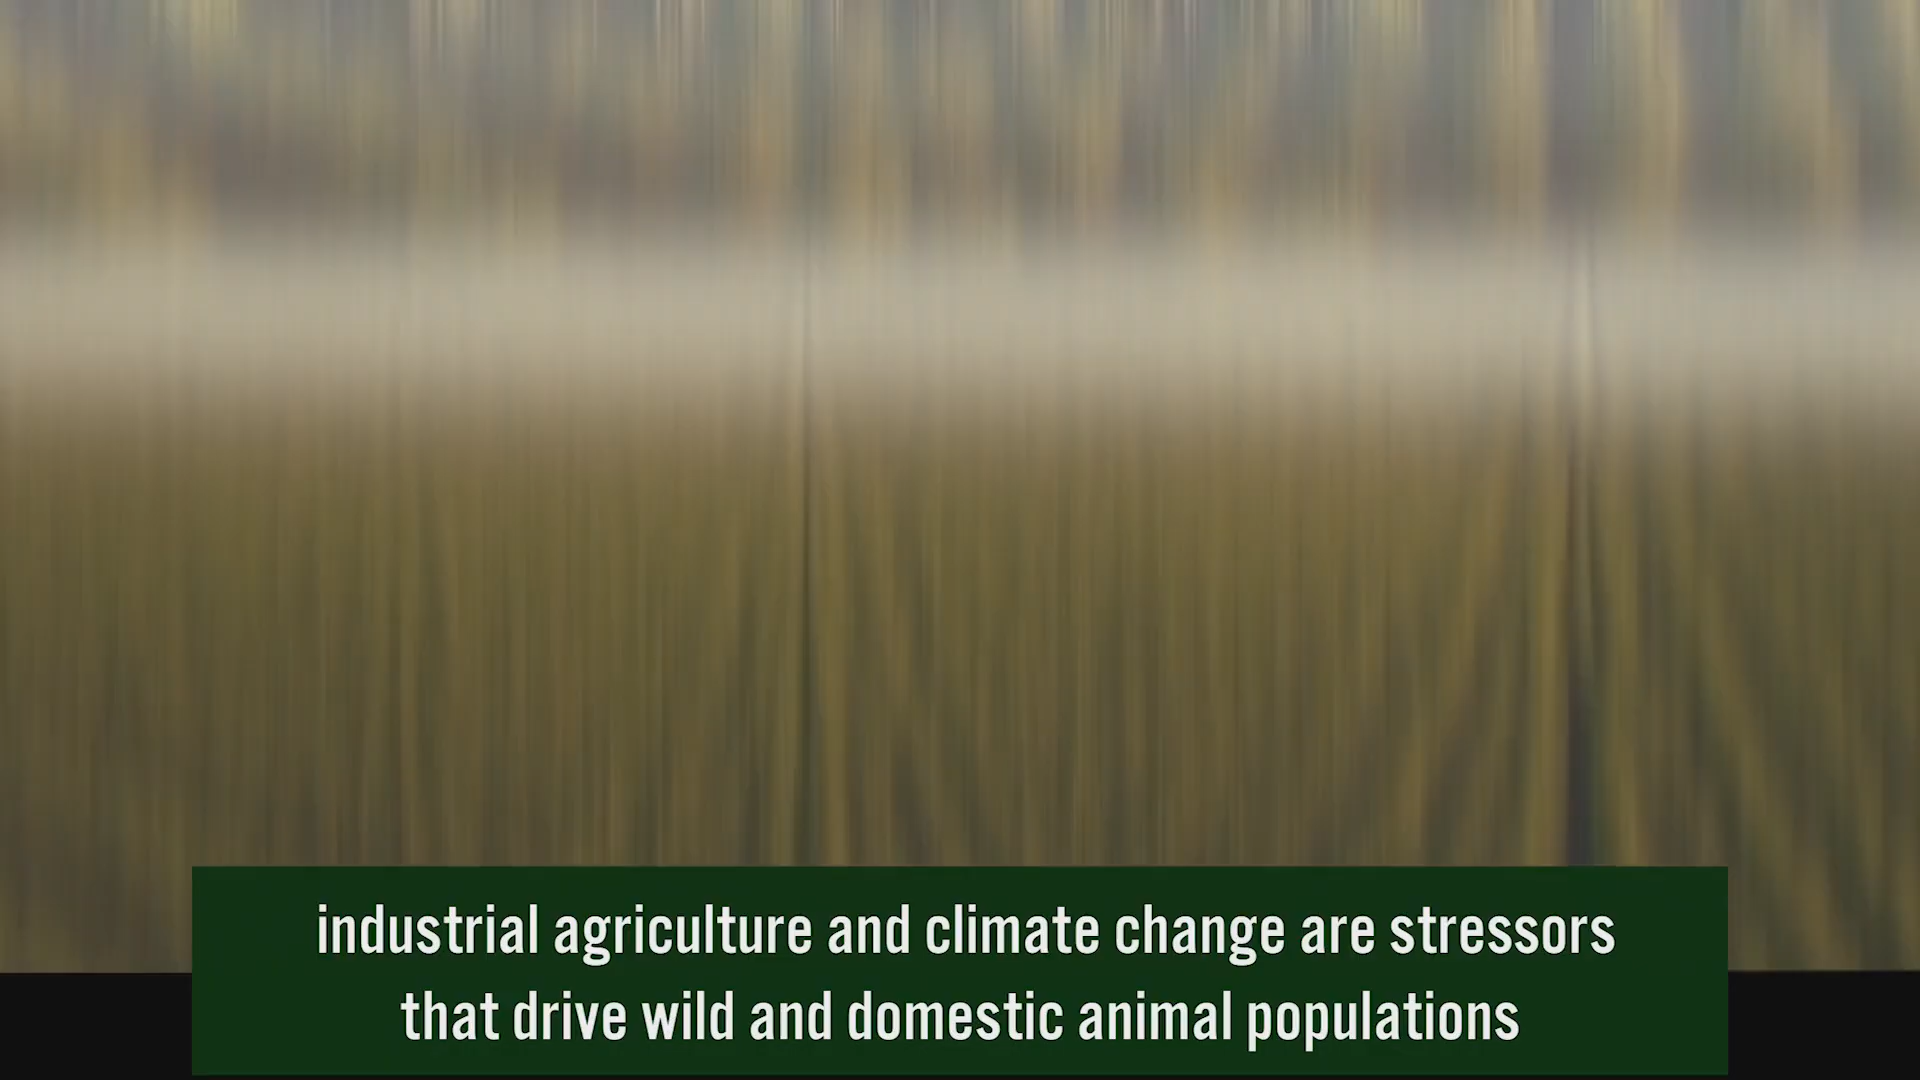 industrial agriculture and climate change are stressors
that drive wild and domestic animal populations